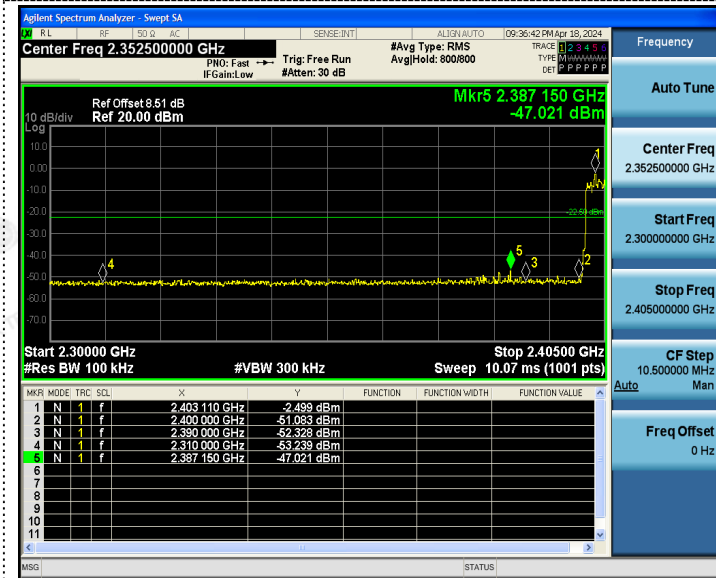 Agilent Spectrum Analyzer - Swept SA
LXI RL RF 50 Ω AC SENSE:INT ALIGNAUTO 09:36:42 PM Apr 18, 2024
Center Freq 2.352500000 GHz
PNO: Fast
IFGain:Low
Trig: Free Run
#Atten: 30 dB
#Avg Type: RMS
Avg|Hold: 800/800
TRACE 1 2 3 4 5 6
TYPE M
DET P P P P P P
Ref Offset 8.51 dB
10 dB/div Ref 20.00 dBm
Log
Mkr5 2.387 150 GHz
-47.021 dBm
10.0
0.00
-10.0
-20.0
-30.0
-40.0
-50.0
-60.0
-70.0
1
-22.50 dBm
4
5
3
2
Start 2.30000 GHz Stop 2.40500 GHz
#Res BW 100 kHz #VBW 300 kHz Sweep 10.07 ms (1001 pts)
MKR MODE TRC SCL X Y FUNCTION FUNCTION WIDTH FUNCTION VALUE
1 N 1 f 2.403 110 GHz -2.499 dBm
2 N 1 f 2.400 000 GHz -51.083 dBm
3 N 1 f 2.390 000 GHz -52.328 dBm
4 N 1 f 2.310 000 GHz -53.239 dBm
5 N 1 f 2.387 150 GHz -47.021 dBm
6
7
8
9
10
11
MSG STATUS
Frequency
Auto Tune
Center Freq
2.352500000 GHz
Start Freq
2.300000000 GHz
Stop Freq
2.405000000 GHz
CF Step
10.500000 MHz
Auto Man
Freq Offset
0 Hz